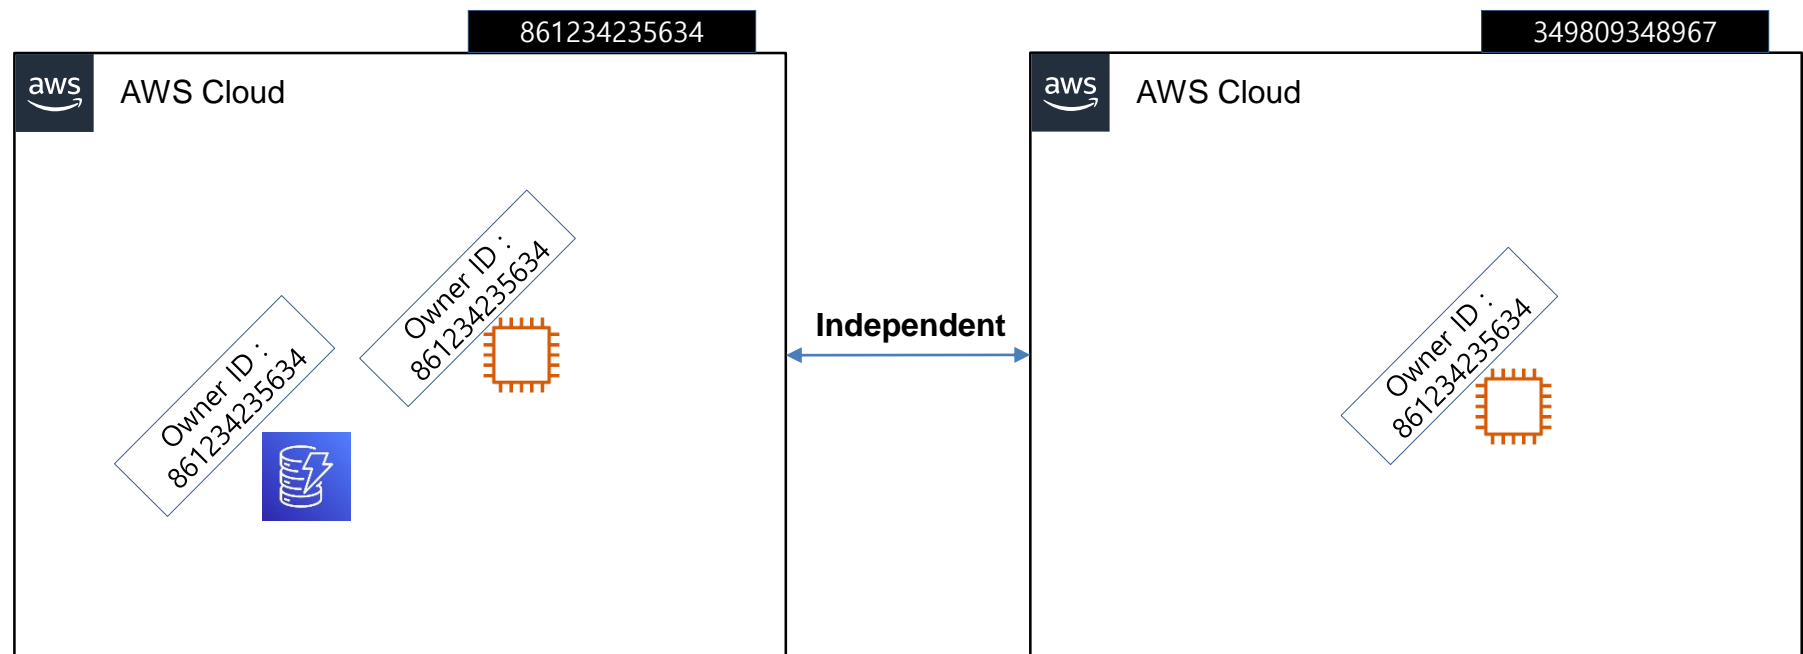 861234235634
349809348967
aws
AWS Cloud
aws
AWS Cloud
Owner ID :
861234235634
Owner ID :
861234235634
Independent
Owner ID :
861234235634